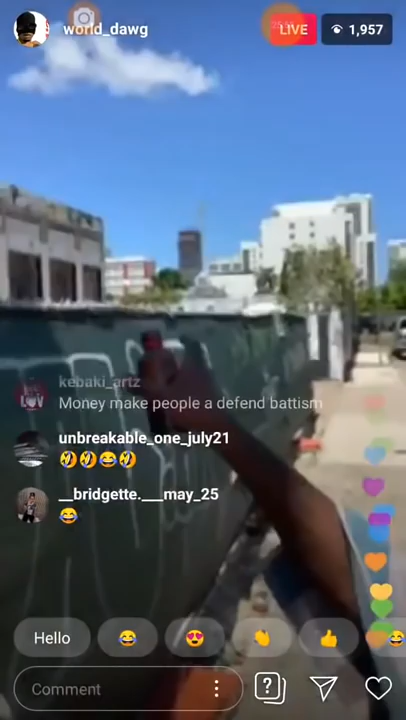 world_dawg
LIVE
1,957
kebaki_artz
Money make people a defend battism
unbreakable_one_july21
🤣🤣😂🤣
__bridgette.___may_25
😂
Hello
Comment